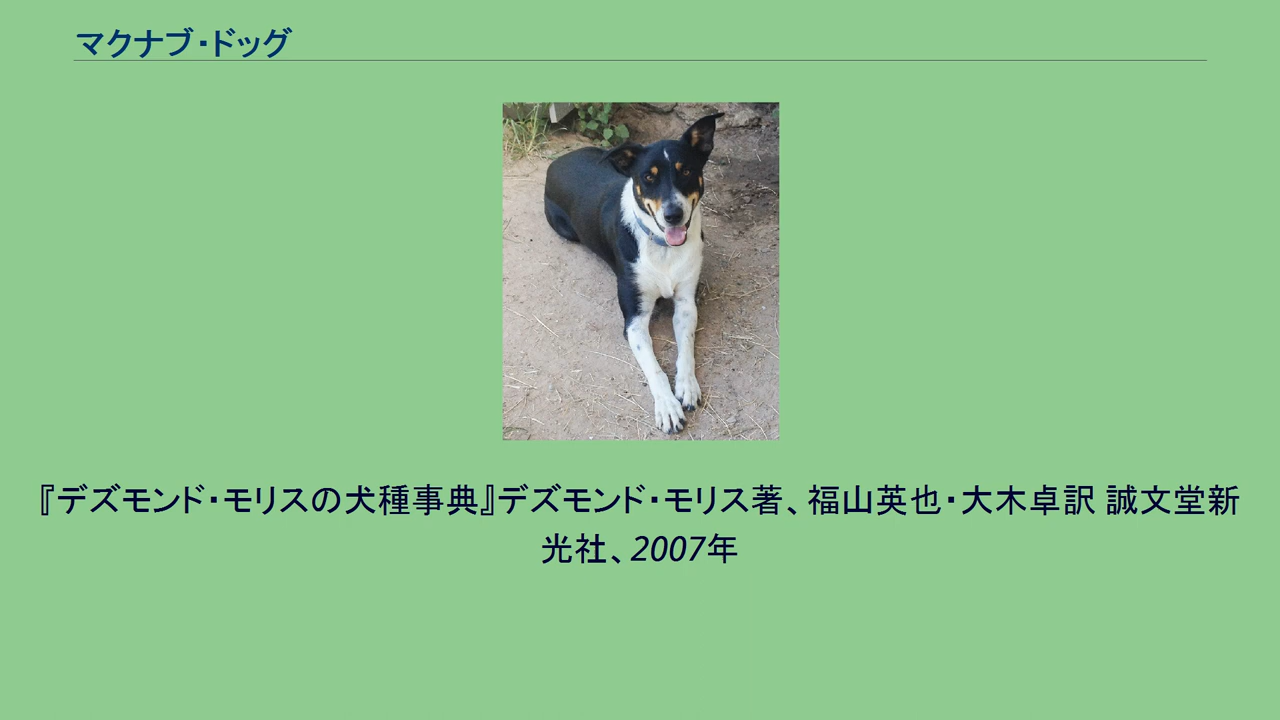 マクナブ・ドッグ
『デズモンド・モリスの犬種事典』デズモンド・モリス著、福山英也・大木卓訳 誠文堂新
光社、2007年